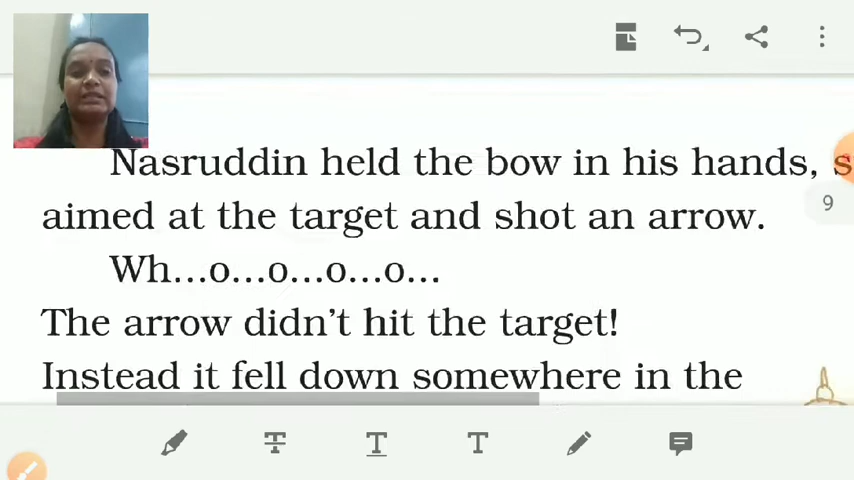 Nasruddin held the bow in his hands, s
aimed at the target and shot an arrow.
9
Wh...o...o...o...o...
The arrow didn't hit the target!
Instead it fell down somewhere in the
T T T